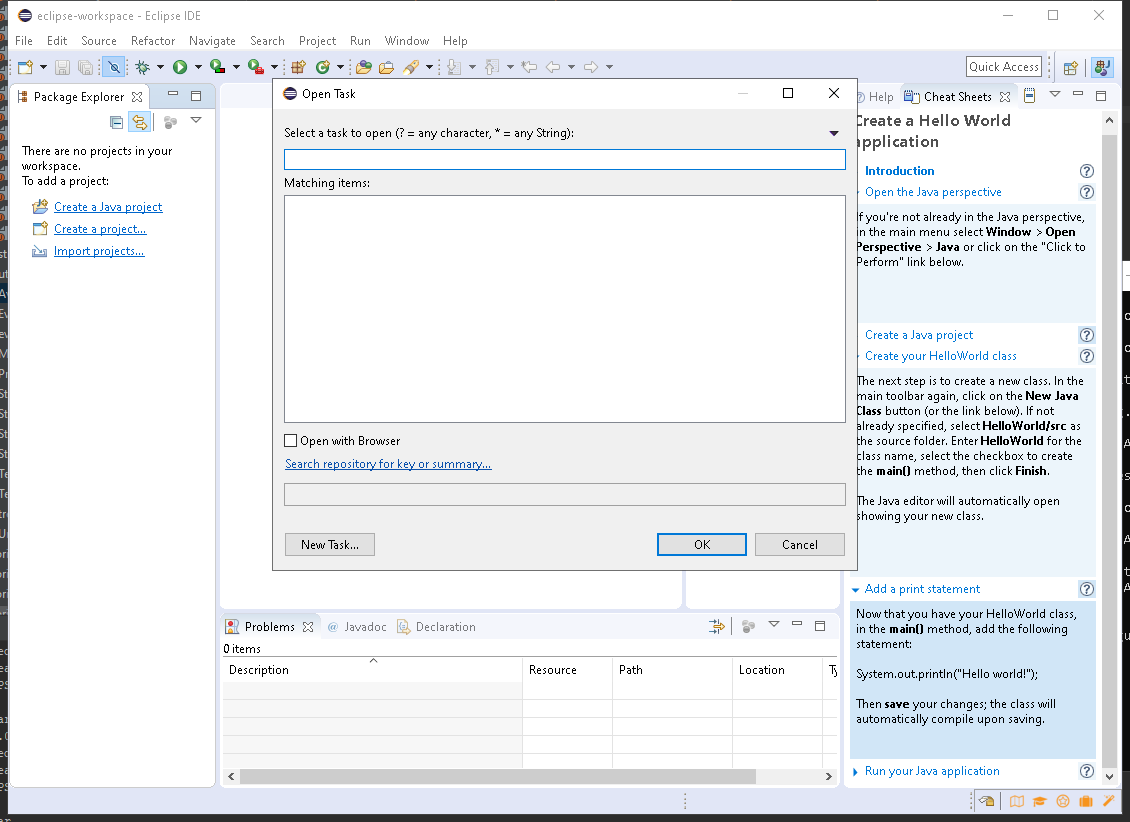 eclipse-workspace - Eclipse IDE
File Edit Source Refactor Navigate Search Project Run Window Help
Quick Access
Package Explorer
There are no projects in your
workspace.
To add a project:
Create a Java project
Create a project...
Import projects...
Open Task
Select a task to open (? = any character, * = any String):
Matching items:
Open with Browser
Search repository for key or summary...
New Task...
OK
Cancel
Help
Cheat Sheets
Create a Hello World
application
Introduction
Open the Java perspective
If you're not already in the Java perspective,
in the main menu select Window > Open
Perspective > Java or click on the "Click to
Perform" link below.
Create a Java project
Create your HelloWorld class
The next step is to create a new class. In the
main toolbar again, click on the New Java
Class button (or the link below). If not
already specified, select HelloWorld/src as
the source folder. Enter HelloWorld for the
class name, select the checkbox to create
the main() method, then click Finish.
The Java editor will automatically open
showing your new class.
Add a print statement
Now that you have your HelloWorld class,
in the main() method, add the following
statement:
System.out.println("Hello world!");
Then save your changes; the class will
automatically compile upon saving.
Run your Java application
Problems
@ Javadoc
Declaration
0 items
Description Resource Path Location Ty